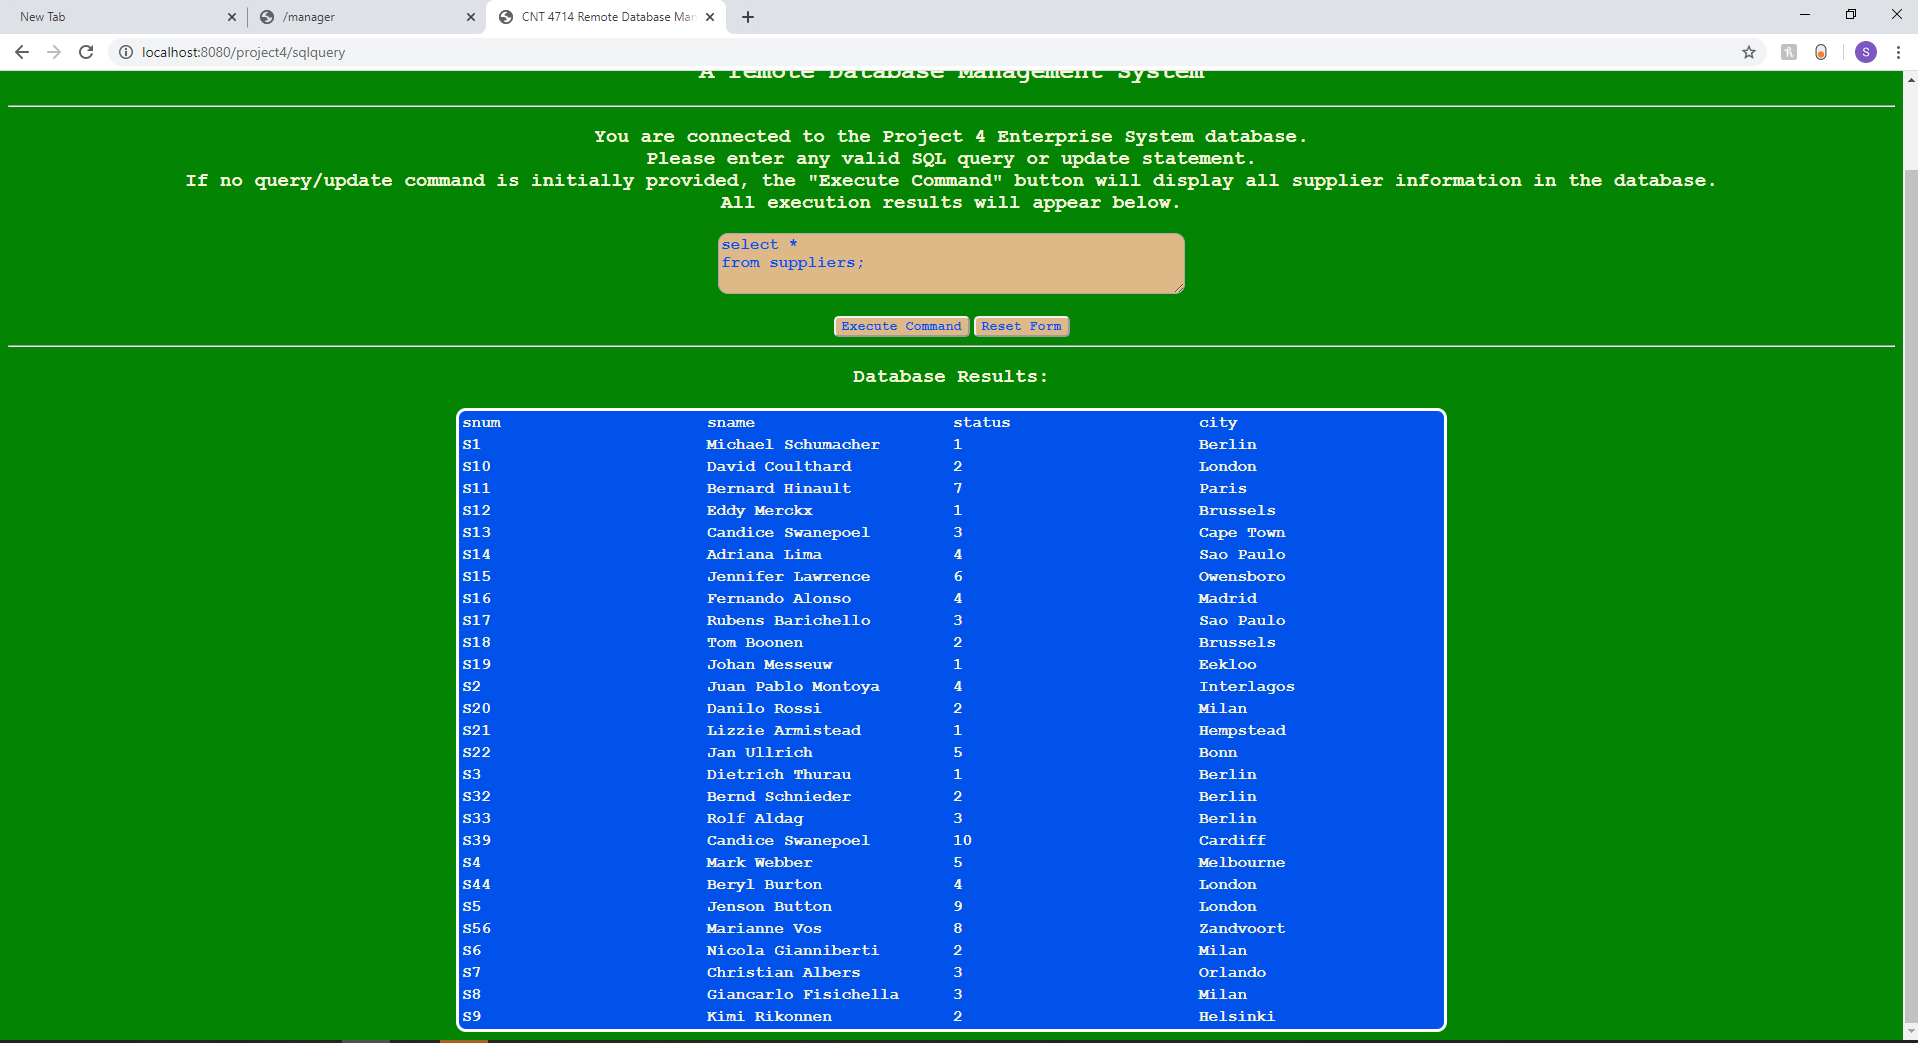 New Tab
/manager
CNT 4714 Remote Database Man
localhost:8080/project4/sqlquery
S
A remote Database Management System
You are connected to the Project 4 Enterprise System database.
Please enter any valid SQL query or update statement.
If no query/update command is initially provided, the "Execute Command" button will display all supplier information in the database.
All execution results will appear below.
select *
from suppliers;
Execute Command Reset Form
Database Results:
snum sname status city
S1 Michael Schumacher 1 Berlin
S10 David Coulthard 2 London
S11 Bernard Hinault 7 Paris
S12 Eddy Merckx 1 Brussels
S13 Candice Swanepoel 3 Cape Town
S14 Adriana Lima 4 Sao Paulo
S15 Jennifer Lawrence 6 Owensboro
S16 Fernando Alonso 4 Madrid
S17 Rubens Barichello 3 Sao Paulo
S18 Tom Boonen 2 Brussels
S19 Johan Messeuw 1 Eekloo
S2 Juan Pablo Montoya 4 Interlagos
S20 Danilo Rossi 2 Milan
S21 Lizzie Armistead 1 Hempstead
S22 Jan Ullrich 5 Bonn
S3 Dietrich Thurau 1 Berlin
S32 Bernd Schnieder 2 Berlin
S33 Rolf Aldag 3 Berlin
S39 Candice Swanepoel 10 Cardiff
S4 Mark Webber 5 Melbourne
S44 Beryl Burton 4 London
S5 Jenson Button 9 London
S56 Marianne Vos 8 Zandvoort
S6 Nicola Gianniberti 2 Milan
S7 Christian Albers 3 Orlando
S8 Giancarlo Fisichella 3 Milan
S9 Kimi Rikonnen 2 Helsinki